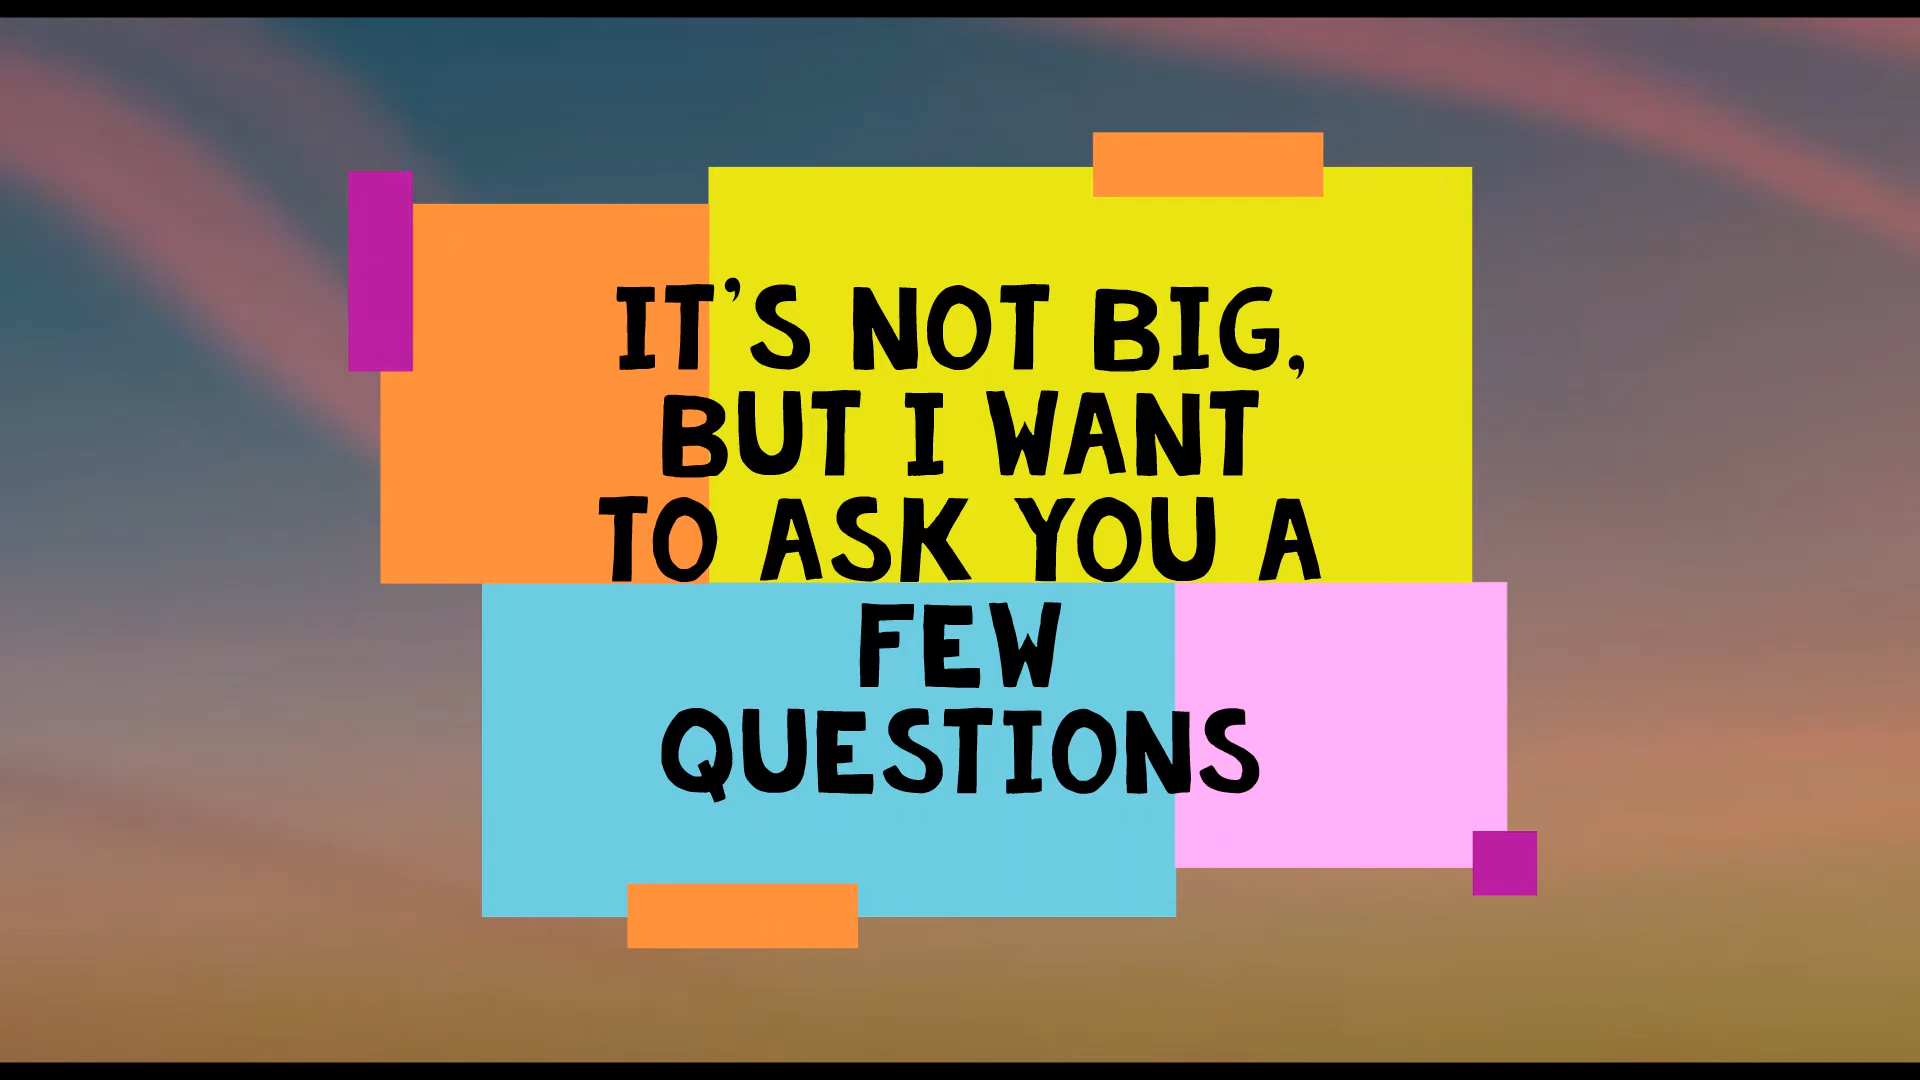 IT'S NOT BIG,
BUT I WANT
TO ASK YOU A
FEW
QUESTIONS